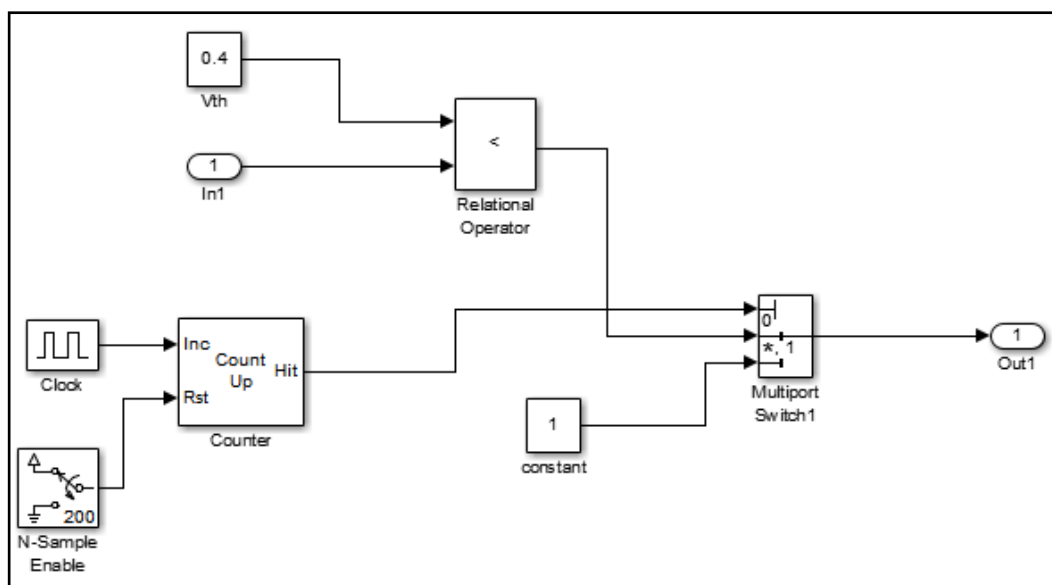 0.4
Vth
1
In1
<
Relational
Operator
Clock
Inc
Count
Up
Hit
Rst
Counter
200
N-Sample
Enable
1
constant
0
*, 1
Multiport
Switch1
1
Out1